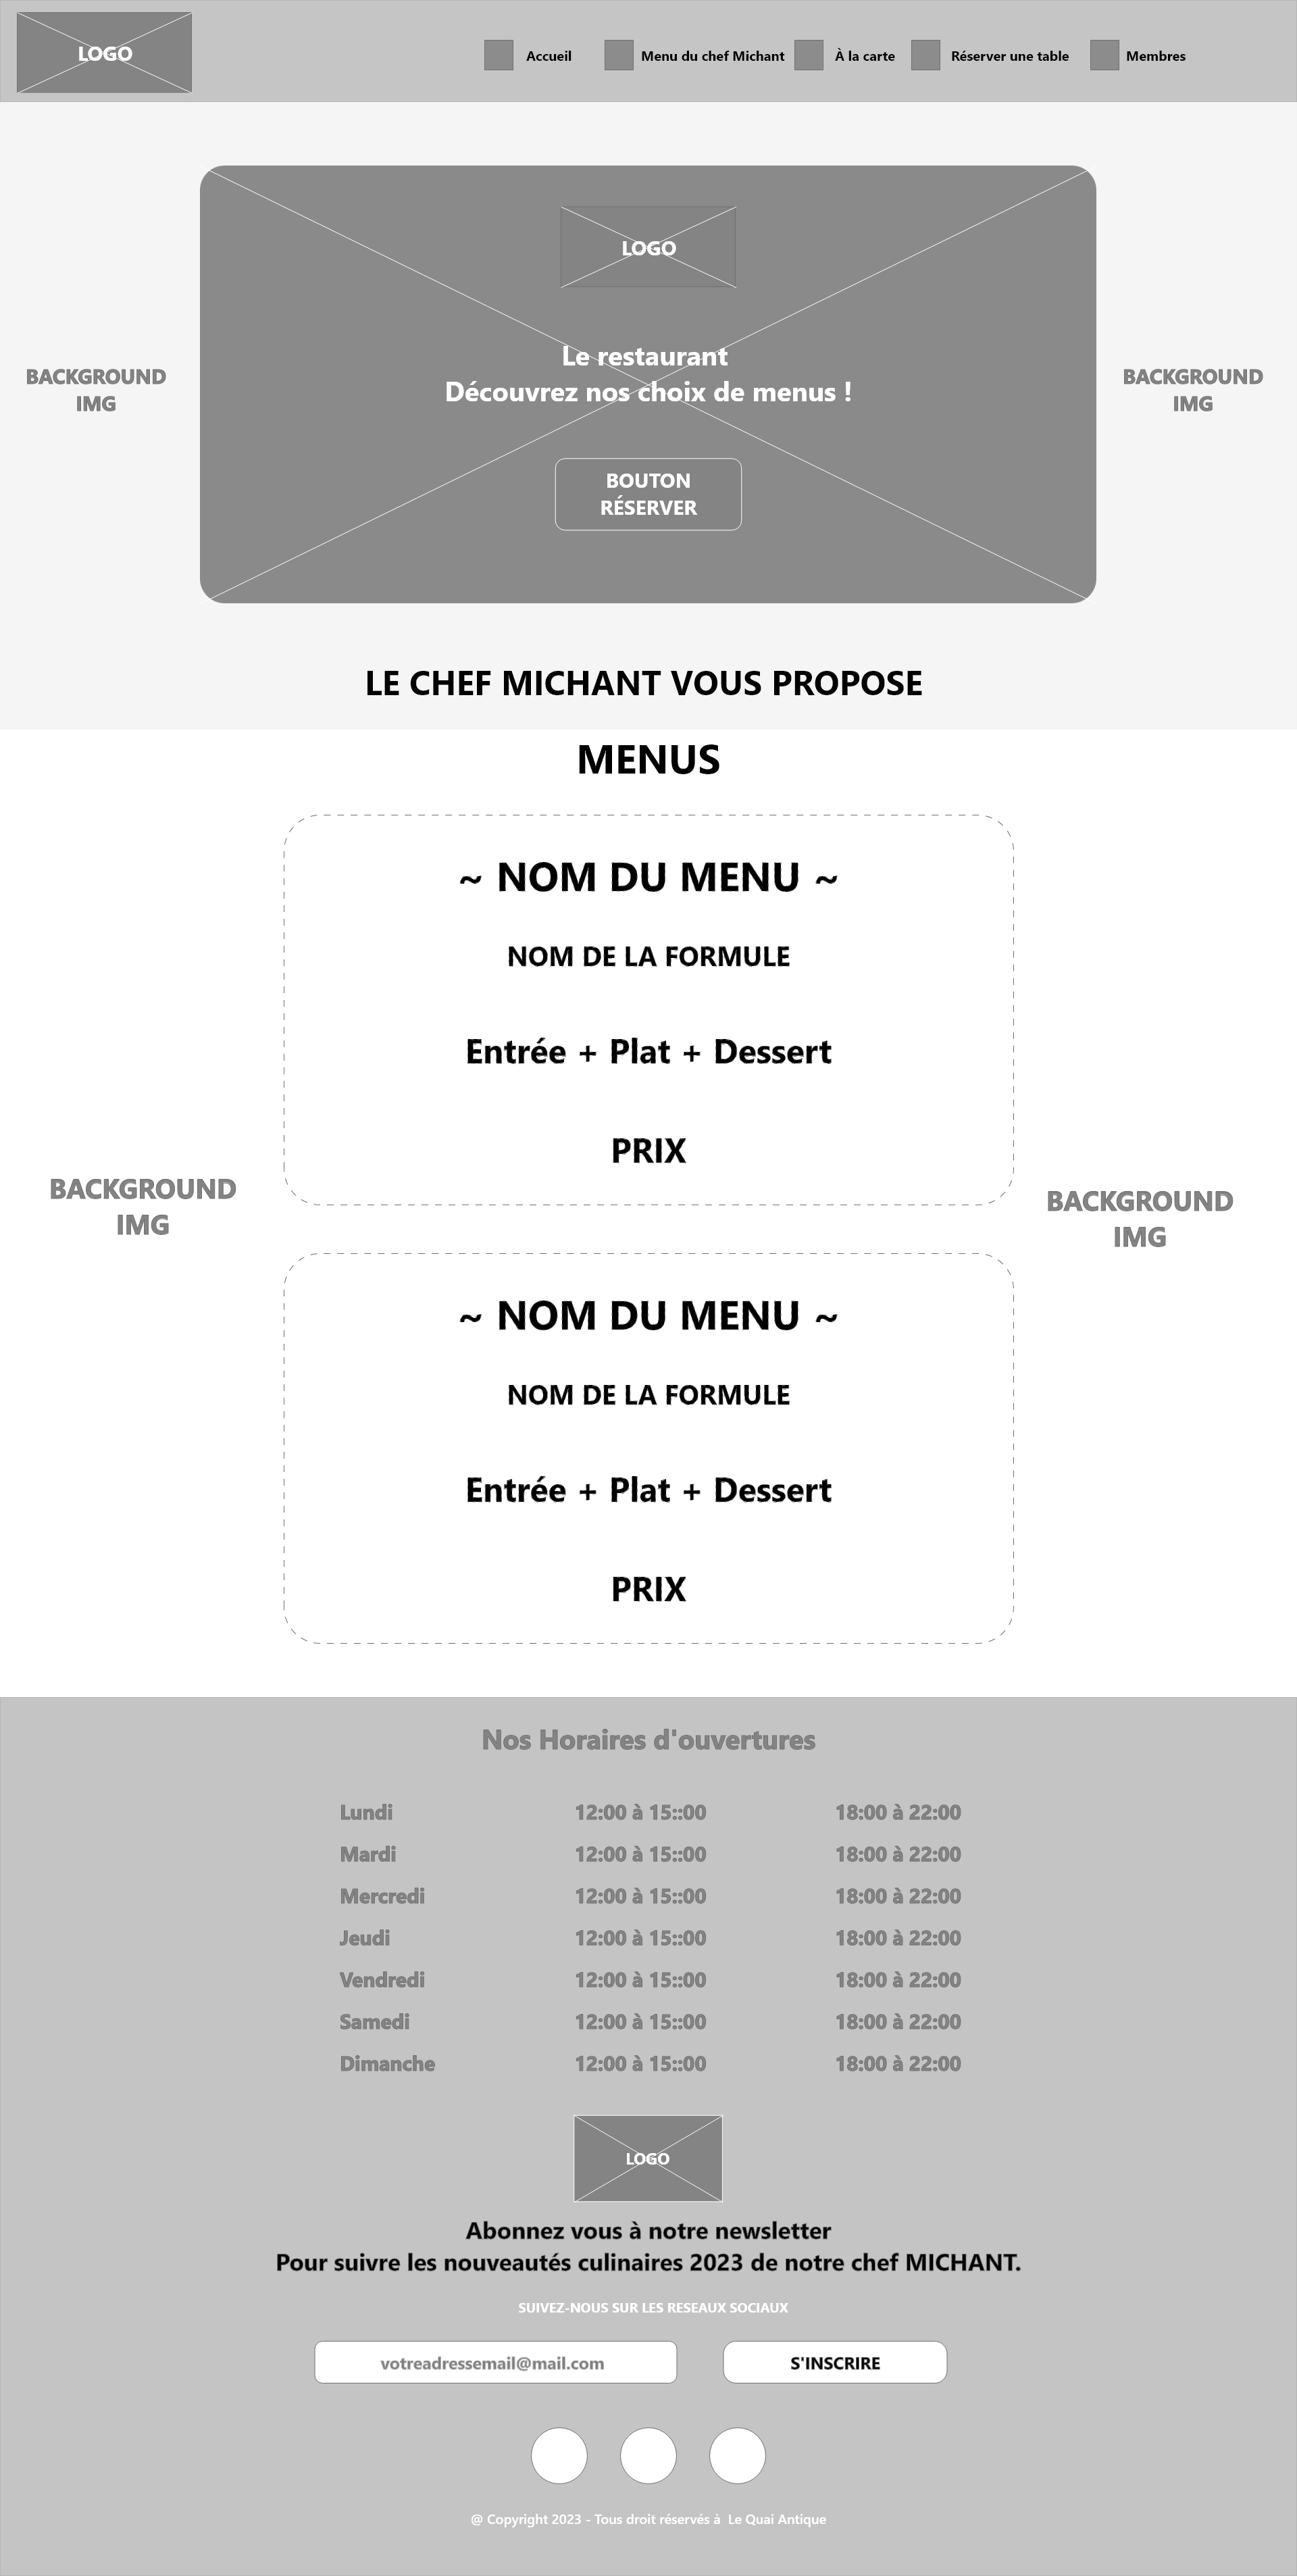 LOGO
Accueil
Menu du chef Michant
À la carte
Réserver une table
Membres
LOGO
Le restaurant
Découvrez nos choix de menus !
BACKGROUND
IMG
BACKGROUND
IMG
BOUTON
RÉSERVER
LE CHEF MICHANT VOUS PROPOSE
MENUS
~ NOM DU MENU ~
NOM DE LA FORMULE
Entrée + Plat + Dessert
PRIX
BACKGROUND
IMG
BACKGROUND
IMG
~ NOM DU MENU ~
NOM DE LA FORMULE
Entrée + Plat + Dessert
PRIX
Nos Horaires d'ouvertures
Lundi 12:00 à 15::00 18:00 à 22:00
Mardi 12:00 à 15::00 18:00 à 22:00
Mercredi 12:00 à 15::00 18:00 à 22:00
Jeudi 12:00 à 15::00 18:00 à 22:00
Vendredi 12:00 à 15::00 18:00 à 22:00
Samedi 12:00 à 15::00 18:00 à 22:00
Dimanche 12:00 à 15::00 18:00 à 22:00
LOGO
Abonnez vous à notre newsletter
Pour suivre les nouveautés culinaires 2023 de notre chef MICHANT.
SUIVEZ-NOUS SUR LES RESEAUX SOCIAUX
votreadressemail@mail.com
S'INSCRIRE
@ Copyright 2023 - Tous droit réservés à Le Quai Antique